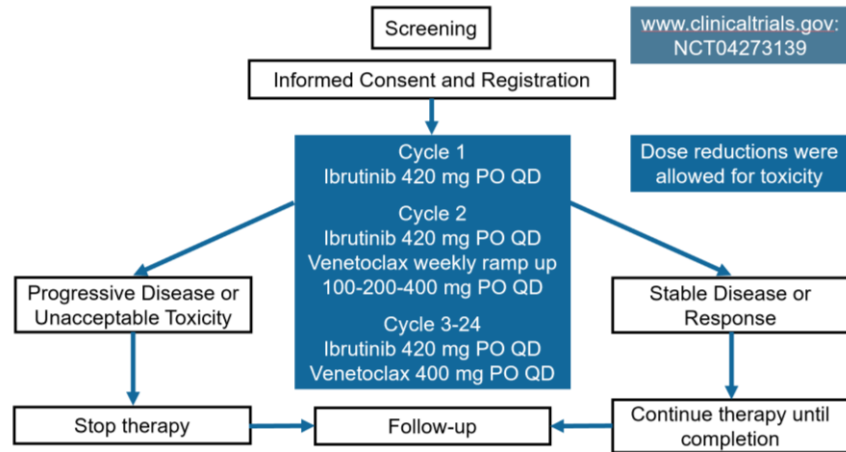 Screening
www.clinicaltrials.gov:
NCT04273139
Informed Consent and Registration
Cycle 1
Ibrutinib 420 mg PO QD
Cycle 2
Ibrutinib 420 mg PO QD
Venetoclax weekly ramp up
100-200-400 mg PO QD
Cycle 3-24
Ibrutinib 420 mg PO QD
Venetoclax 400 mg PO QD
Dose reductions were
allowed for toxicity
Progressive Disease or
Unacceptable Toxicity
Stable Disease or
Response
Stop therapy
Follow-up
Continue therapy until
completion